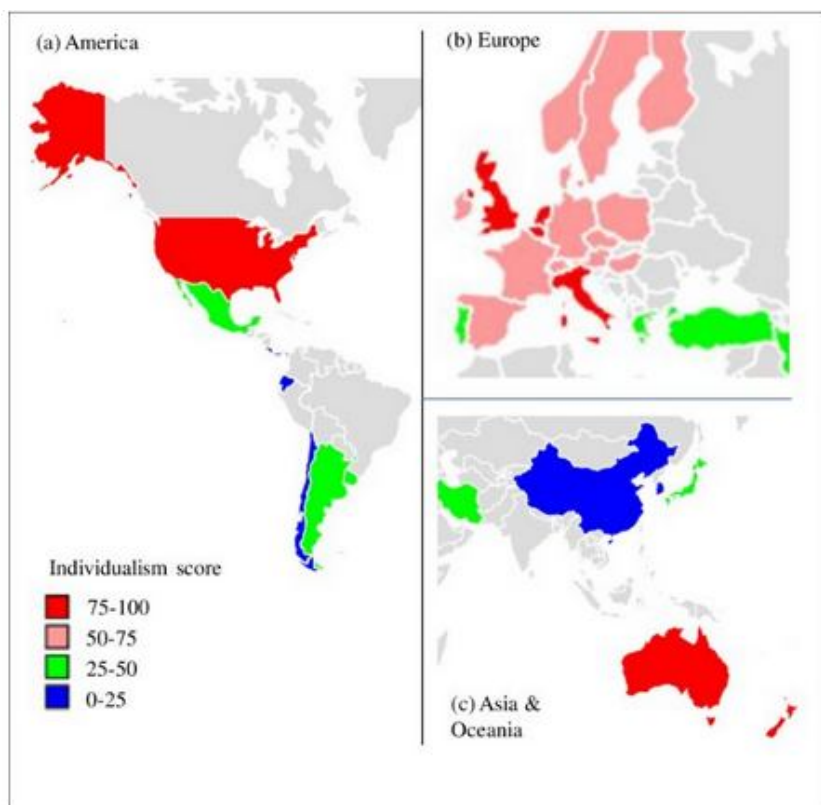 (a) America
(b) Europe
Individualism score
75-100
50-75
25-50
0-25
(c) Asia &
Oceania